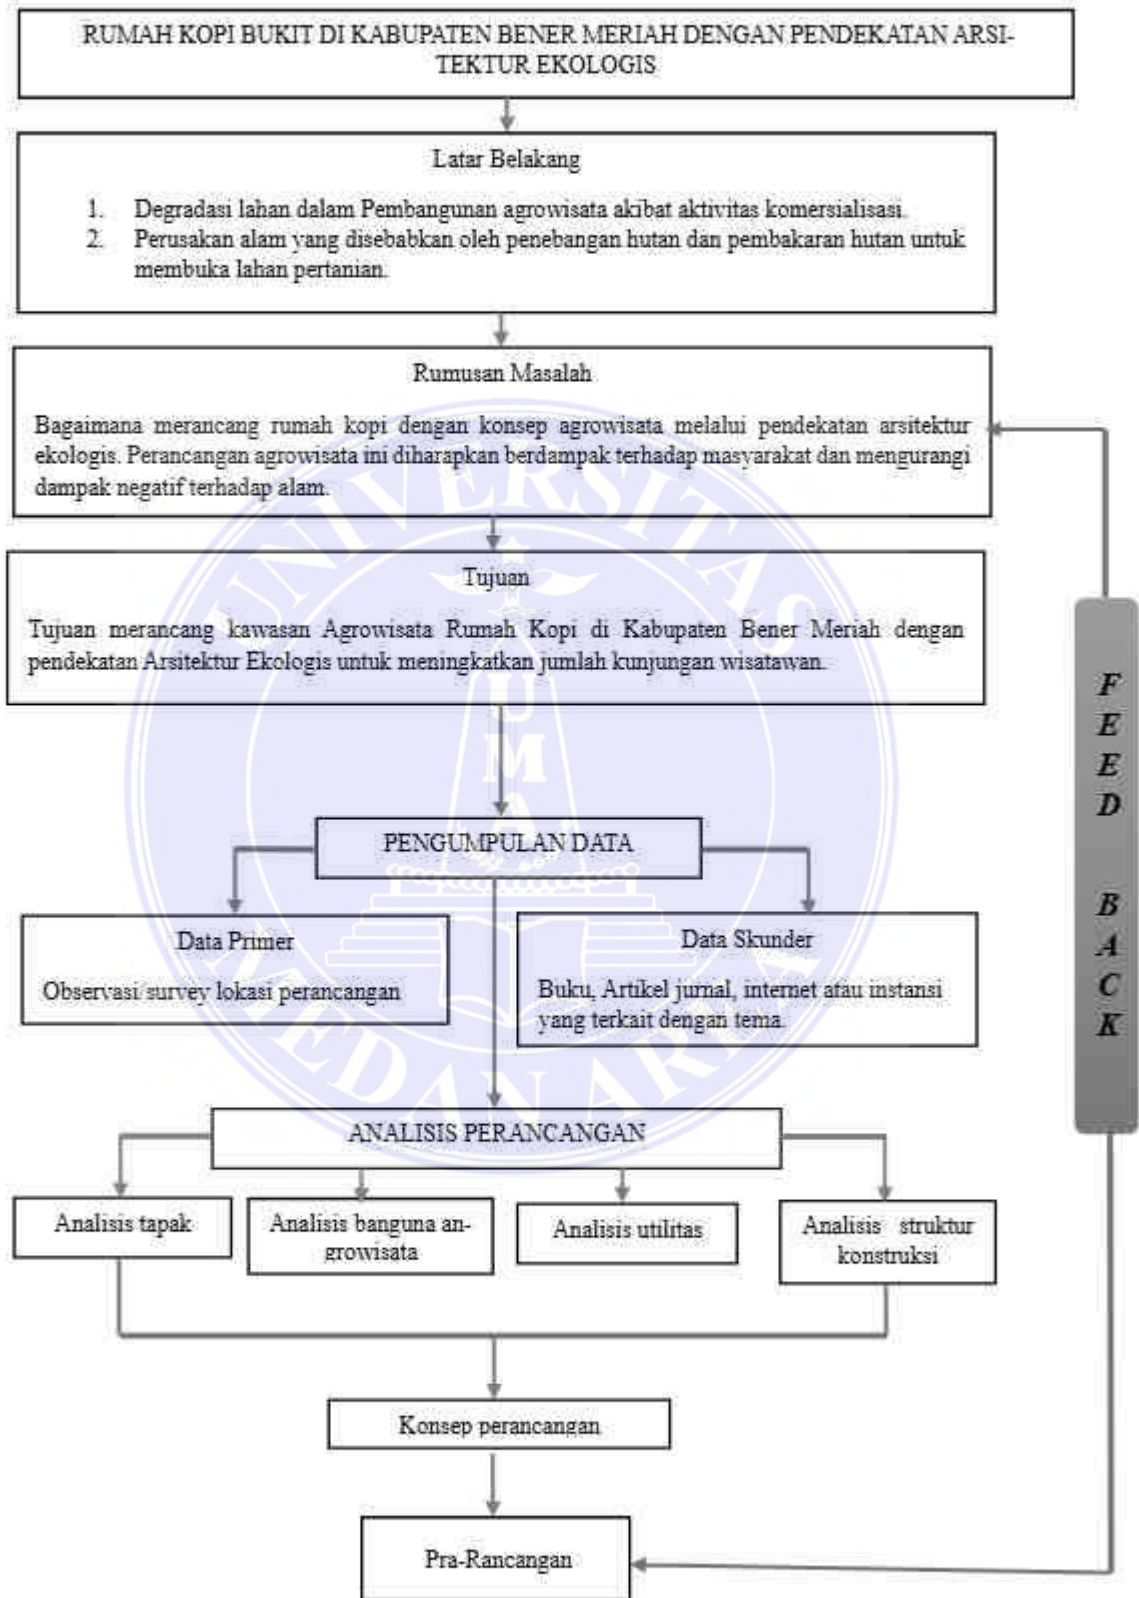 RUMAH KOPI BUKIT DI KABUPATEN BENER MERIAH DENGAN PENDEKATAN ARSI-
TEKTUR EKOLOGIS
Latar Belakang
1. Degradasi lahan dalam Pembangunan agrowisata akibat aktivitas komersialisasi.
2. Perusakan alam yang disebabkan oleh penebangan hutan dan pembakaran hutan untuk
membuka lahan pertanian.
Rumusan Masalah
Bagaimana merancang rumah kopi dengan konsep agrowisata melalui pendekatan arsitektur
ekologis. Perancangan agrowisata ini diharapkan berdampak terhadap masyarakat dan mengurangi
dampak negatif terhadap alam.
Tujuan
Tujuan merancang kawasan Agrowisata Rumah Kopi di Kabupaten Bener Meriah dengan
pendekatan Arsitektur Ekologis untuk meningkatkan jumlah kunjungan wisatawan.
PENGUMPULAN DATA
Data Primer
Observasi/survey lokasi perancangan
Data Skunder
Buku, Artikel jurnal, internet atau instansi
yang terkait dengan tema.
ANALISIS PERANCANGAN
Analisis tapak
Analisis banguna an-
growisata
Analisis utilitas
Analisis struktur
konstruksi
Konsep perancangan
Pra-Rancangan
FEED BACK
UNIVERSITAS
MEDAN AREA
UMA